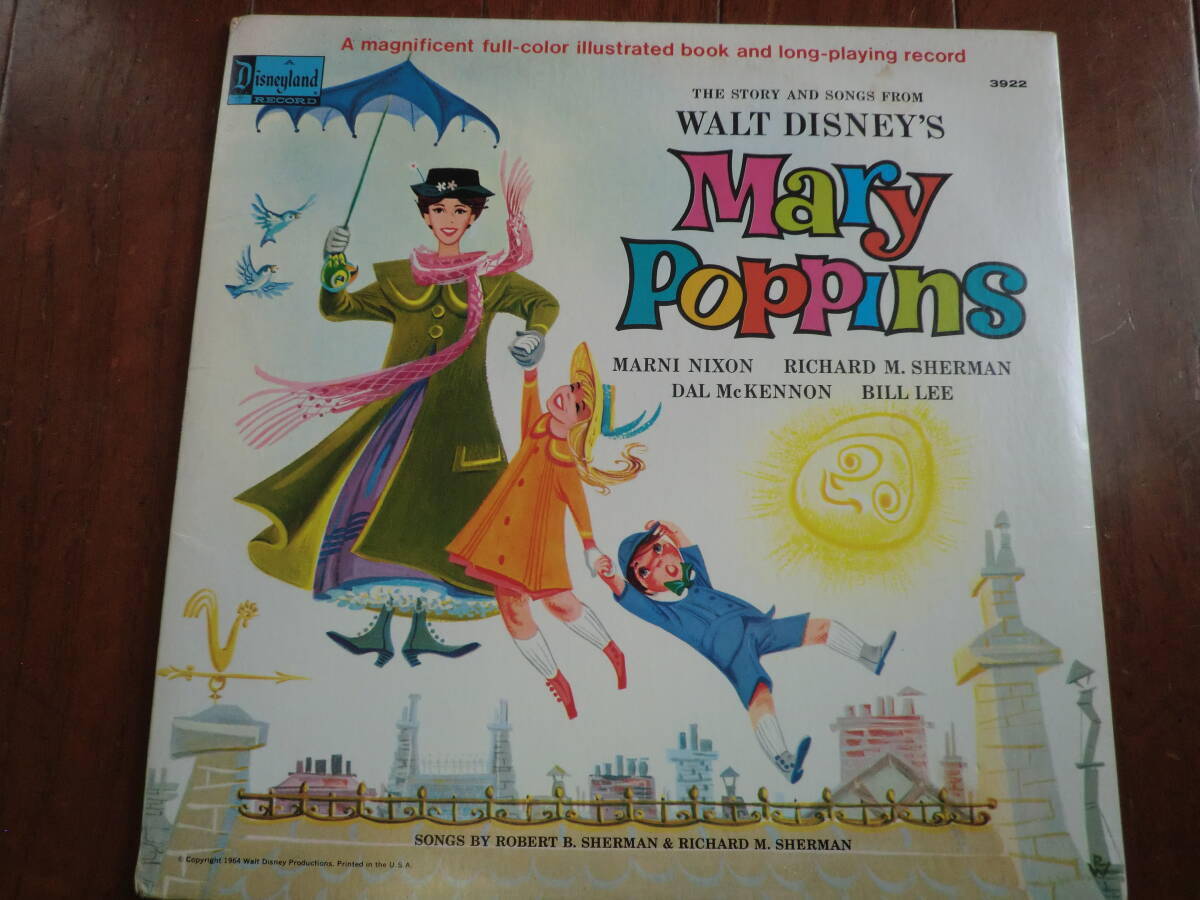 A magnificent full-color illustrated book and long-playing record
A
Disneyland
RECORD
3922
THE STORY AND SONGS FROM
WALT DISNEY'S
Mary
Poppins
MARNI NIXON RICHARD M. SHERMAN
DAL McKENNON BILL LEE
SONGS BY ROBERT B. SHERMAN & RICHARD M. SHERMAN
© Copyright 1964 Walt Disney Productions. Printed in the U.S.A.